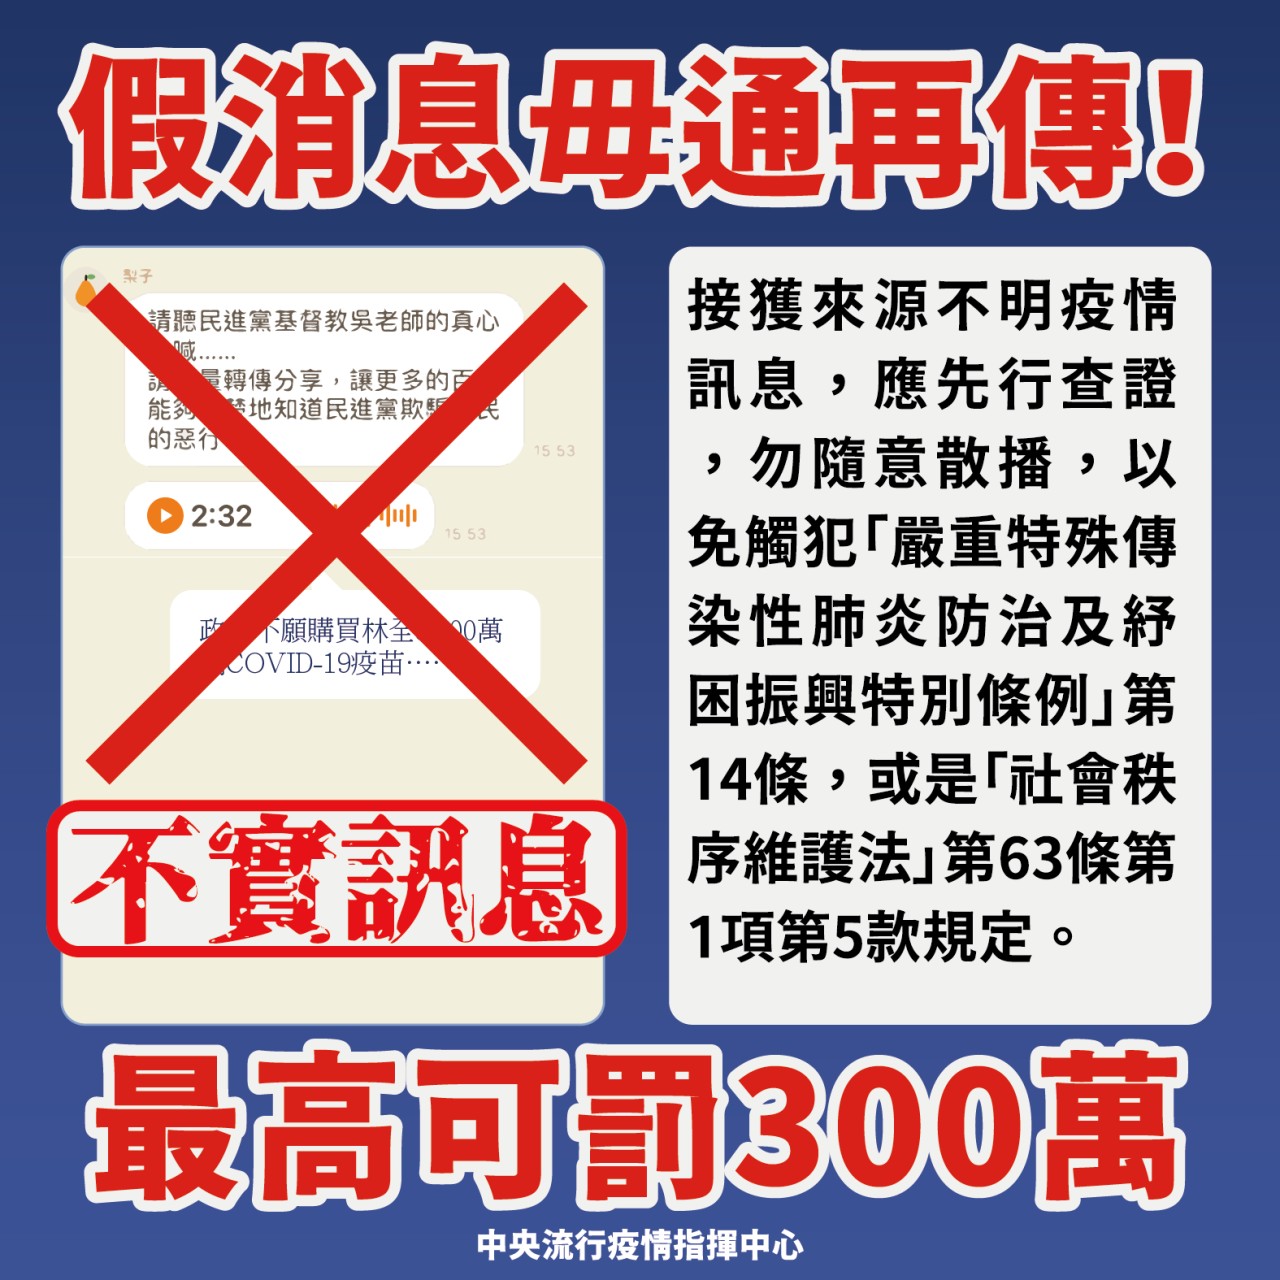 假消息毋通再傳!
梨子
請聽民進黨基督教吳老師的真心
喊……
量轉傳分享，讓更多的百
能夠 地知道民進黨欺騙 民
的惡行
15 53
2:32
15 53
政 不願購買林全 00萬
COVID-19疫苗⋯
不實訊息
接獲來源不明疫情
訊息，應先行查證
，勿隨意散播，以
免觸犯「嚴重特殊傳
染性肺炎防治及紓
困振興特別條例」第
14條，或是「社會秩
序維護法」第63條第
1項第5款規定。
最高可罰300萬
中央流行疫情指揮中心